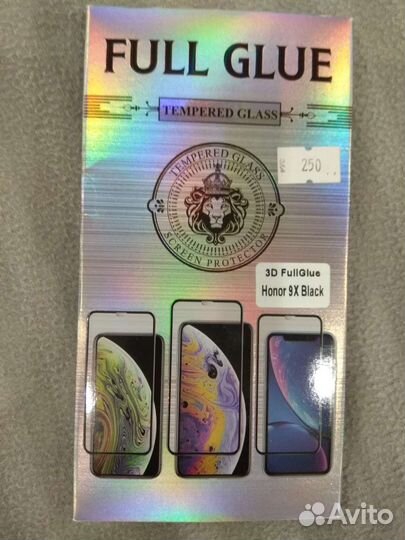 FULL GLUE
TEMPERED GLASS
TEMPERED GLASS
SCREEN PROTECTOR
250
3D FullGlue
Honor 9X Black
Avito